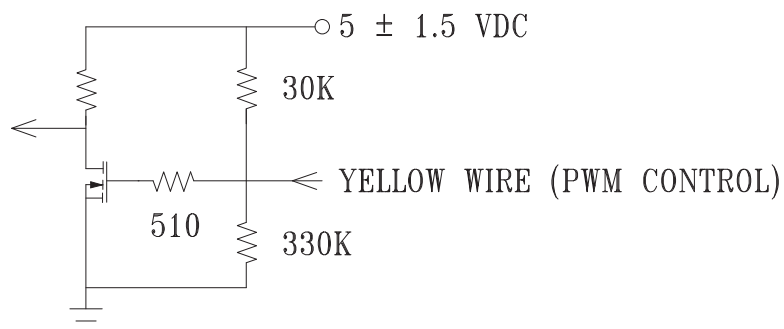 5 ± 1.5 VDC
30K
YELLOW WIRE (PWM CONTROL)
510
330K